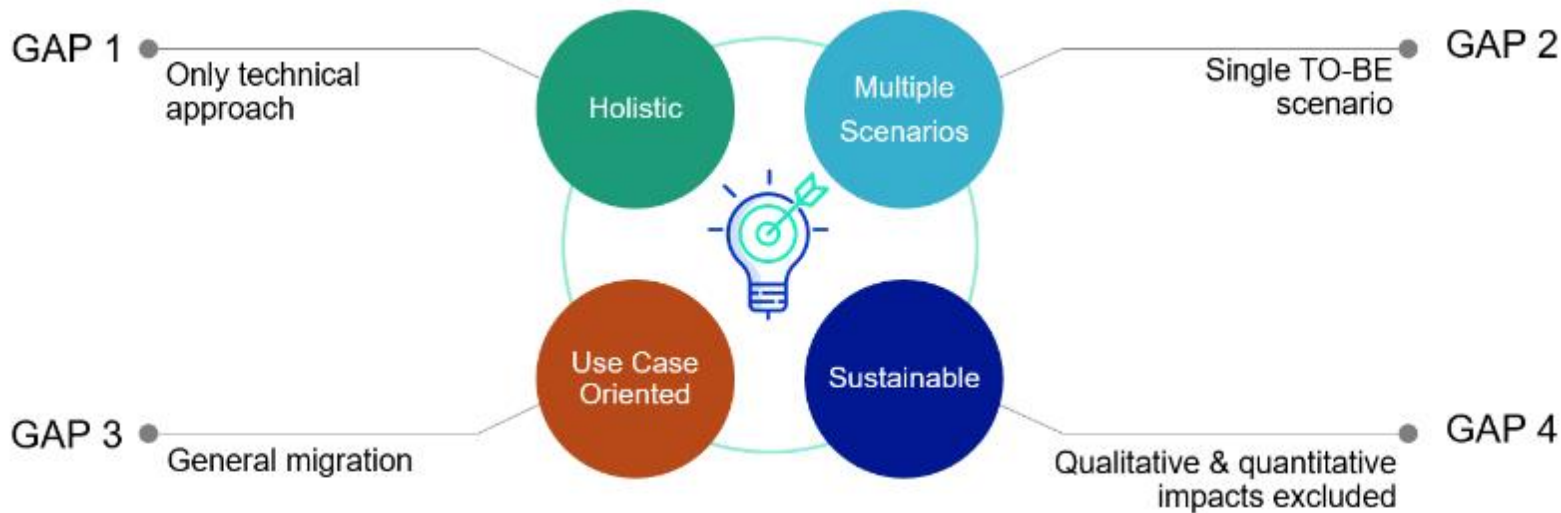 GAP 1
Only technical
approach
Holistic
Multiple
Scenarios
GAP 2
Single TO-BE
scenario
GAP 3
General migration
Use Case
Oriented
Sustainable
GAP 4
Qualitative & quantitative
impacts excluded